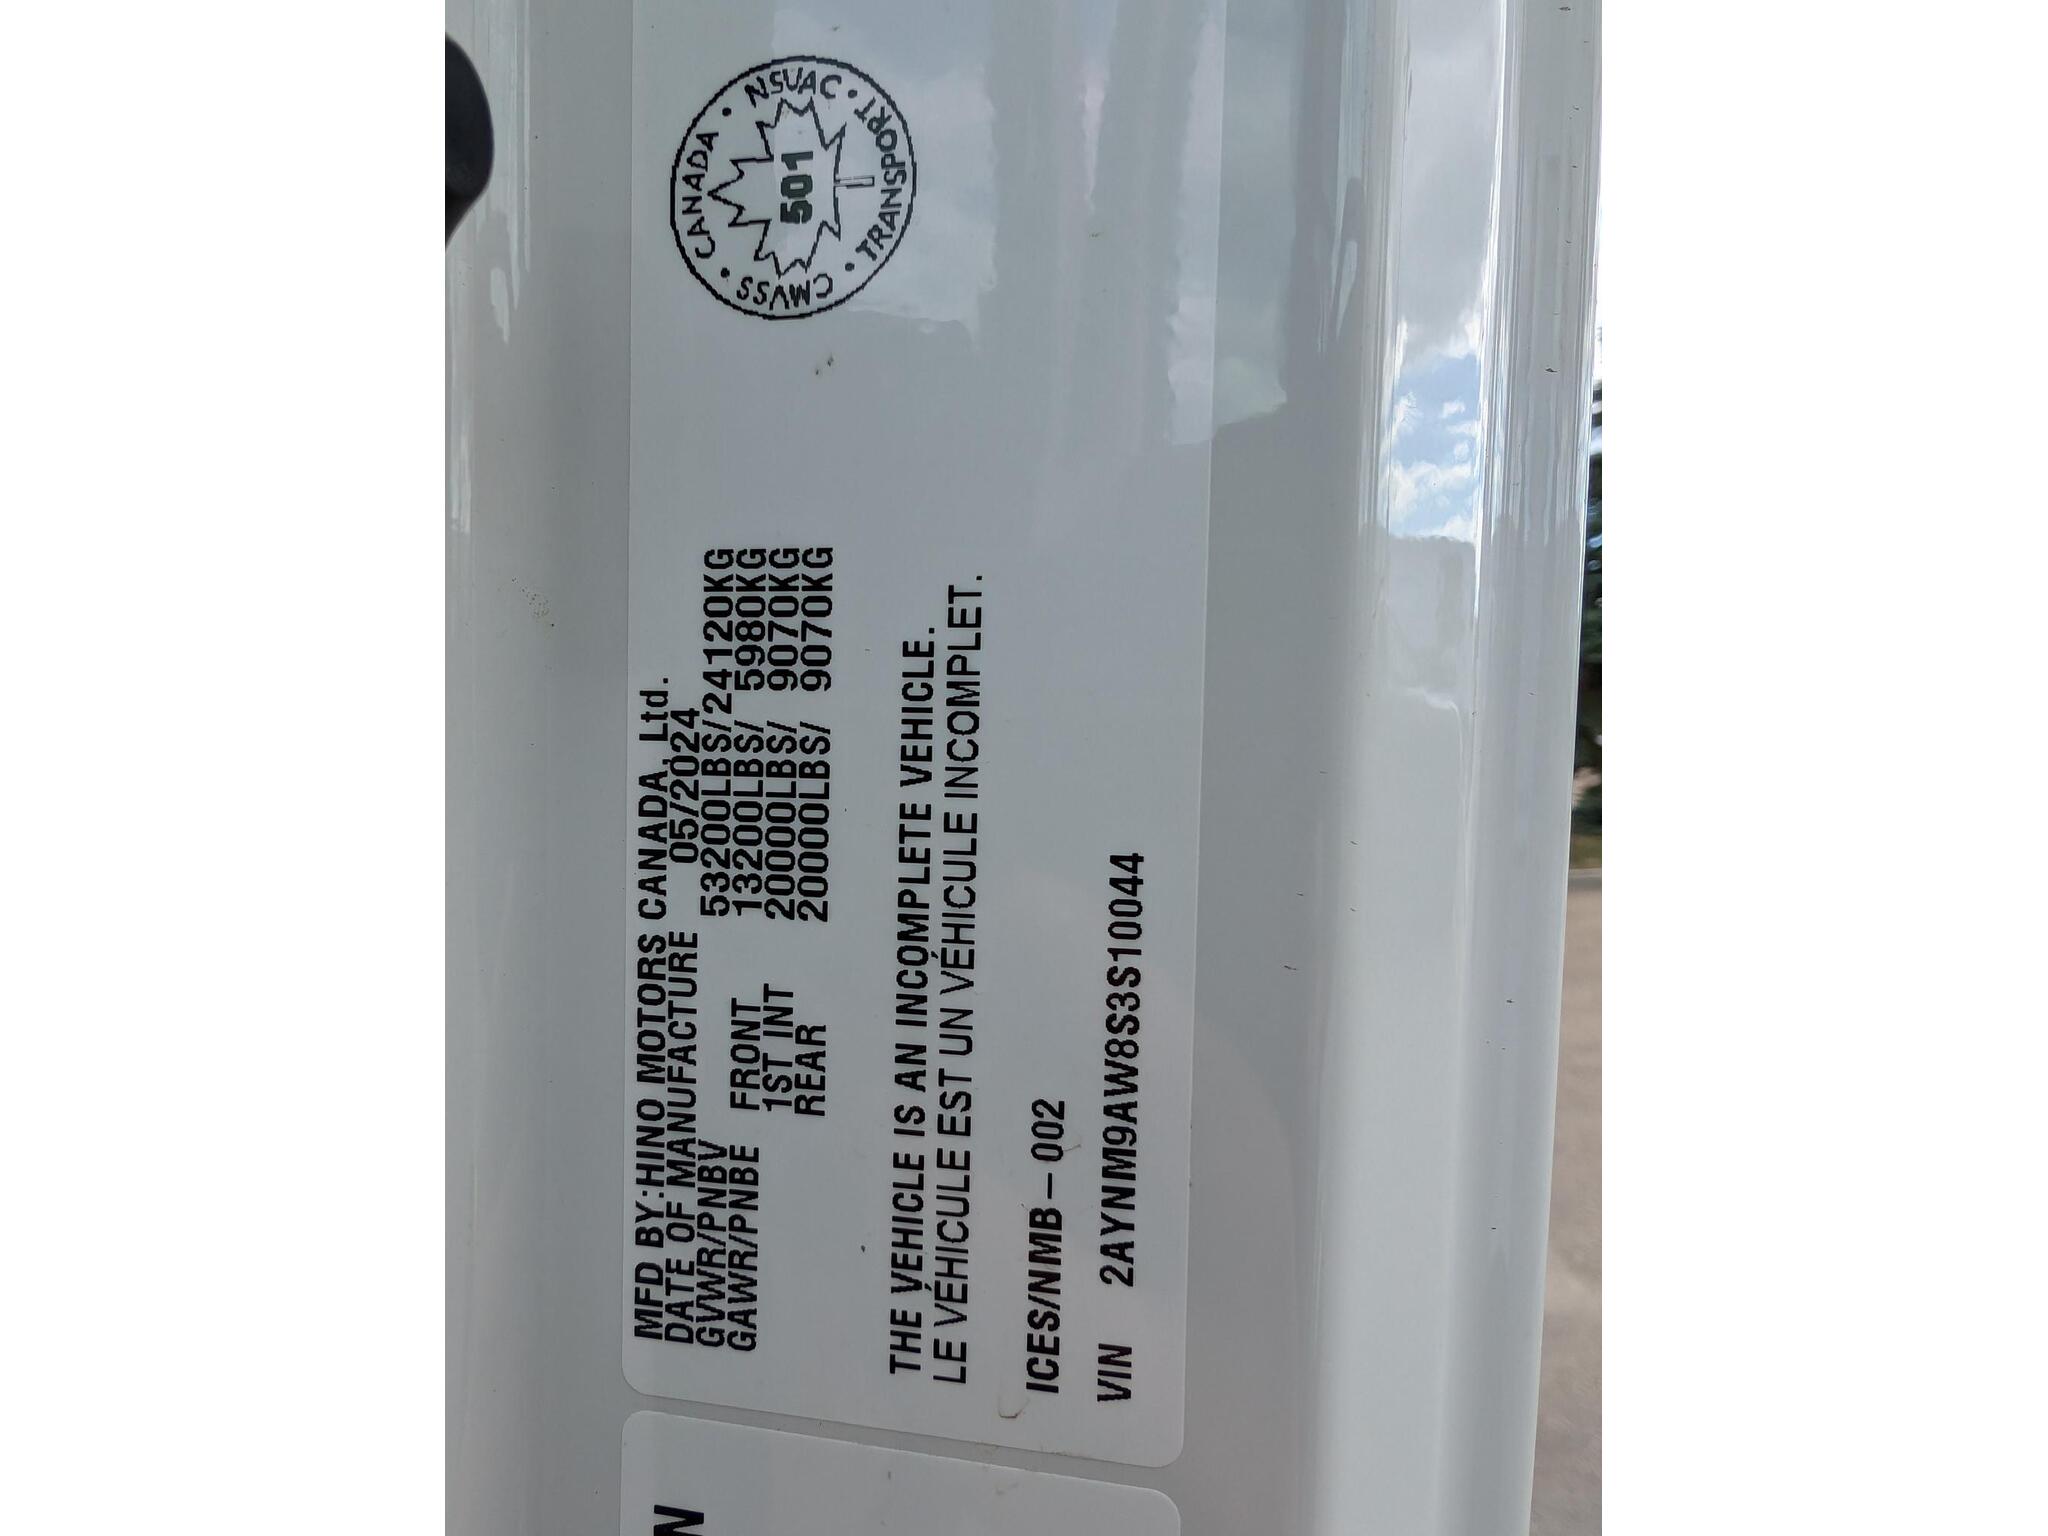 MFD BY:HINO MOTORS CANADA, Ltd.
DATE OF MANUFACTURE 05/2024
GVWR/PNBV 53200LBS/24120KG
GAWR/PNBE FRONT 13200LBS/ 5980KG
1ST INT 20000LBS/ 9070KG
REAR 20000LBS/ 9070KG
THE VEHICLE IS AN INCOMPLETE VEHICLE.
LE VÉHICULE EST UN VÉHICULE INCOMPLET.
ICES/NMB-002
VIN 2AYNM9AW8S3S10044
CANADA • NSVAC • TRANSPORT • CMVSS •
501
N